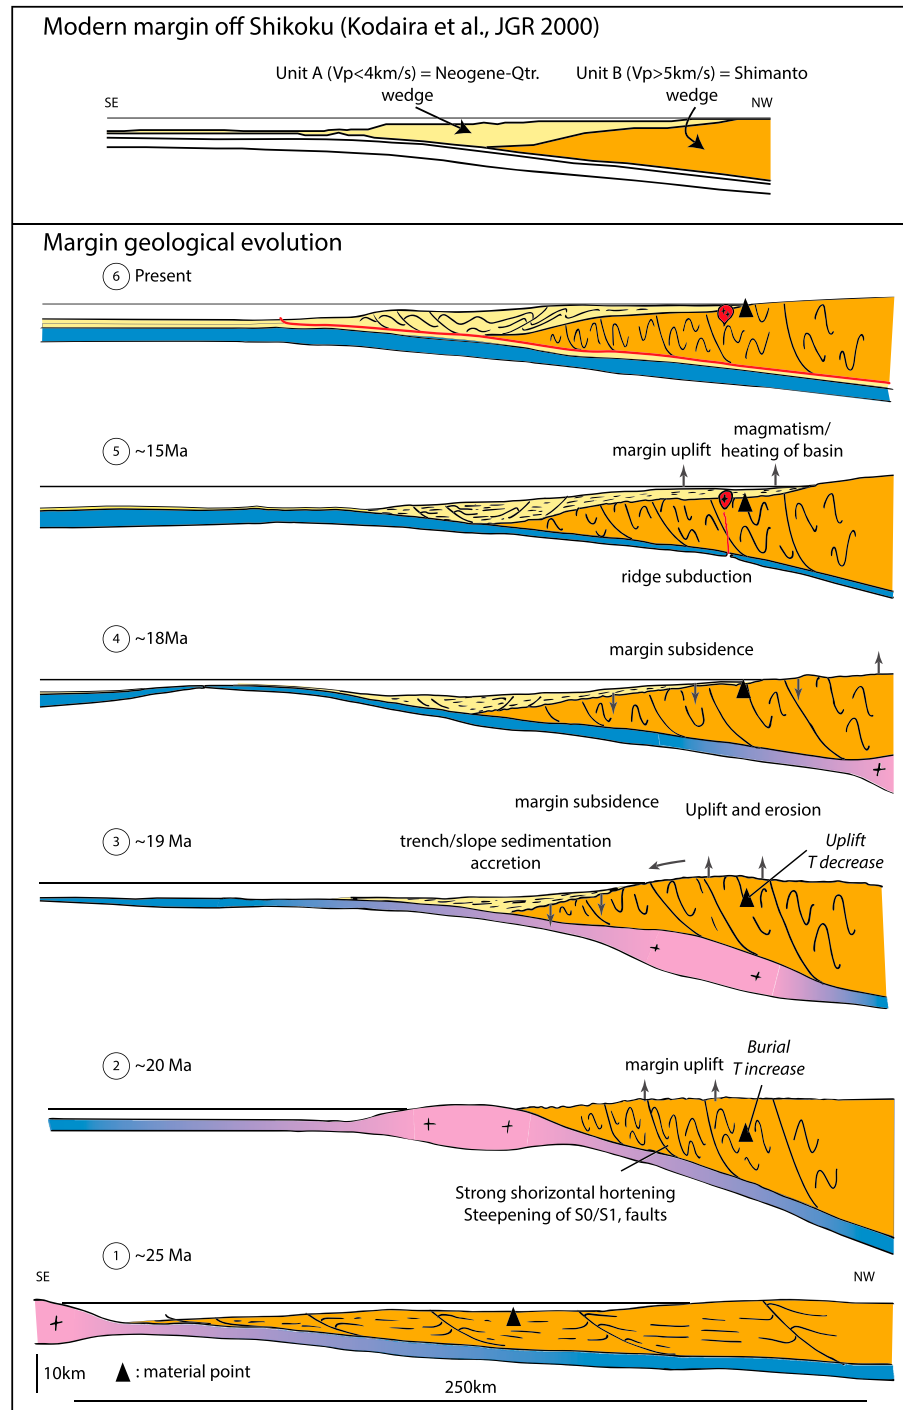 Modern margin off Shikoku (Kodaira et al., JGR 2000)
Unit A (Vp<4km/s) = Neogene-Qtr.
wedge
Unit B (Vp>5km/s) = Shimanto
wedge
SE
NW
Margin geological evolution
6 Present
5 ~15Ma
margin uplift
magmatism/
heating of basin
ridge subduction
4 ~18Ma
margin subsidence
margin subsidence
Uplift and erosion
3 ~19 Ma
trench/slope sedimentation
accretion
Uplift
T decrease
2 ~20 Ma
margin uplift
Burial
T increase
Strong shorizontal hortening
Steepening of S0/S1, faults
1 ~25 Ma
SE
NW
10km
: material point
250km